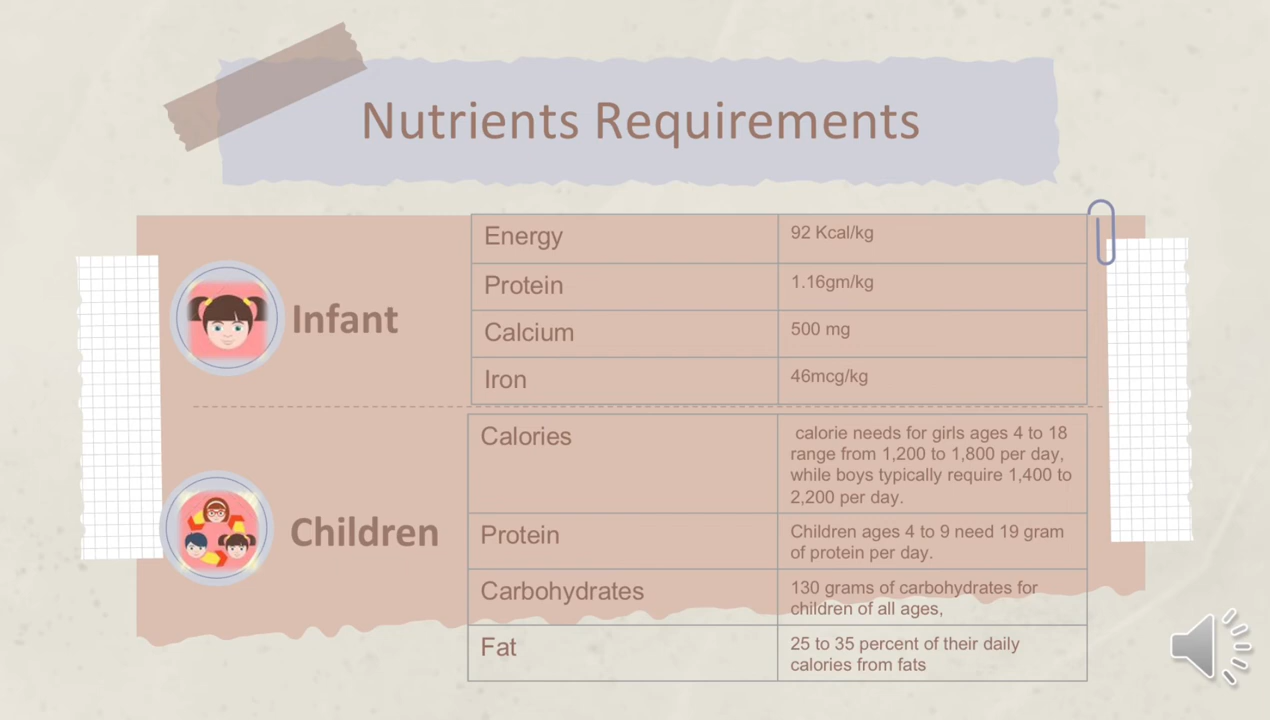 Nutrients Requirements
Infant
Energy
92 Kcal/kg
Protein
1.16gm/kg
Calcium
500 mg
Iron
46mcg/kg
Children
Calories
calorie needs for girls ages 4 to 18
range from 1,200 to 1,800 per day,
while boys typically require 1,400 to
2,200 per day.
Protein
Children ages 4 to 9 need 19 gram
of protein per day.
Carbohydrates
130 grams of carbohydrates for
children of all ages,
Fat
25 to 35 percent of their daily
calories from fats